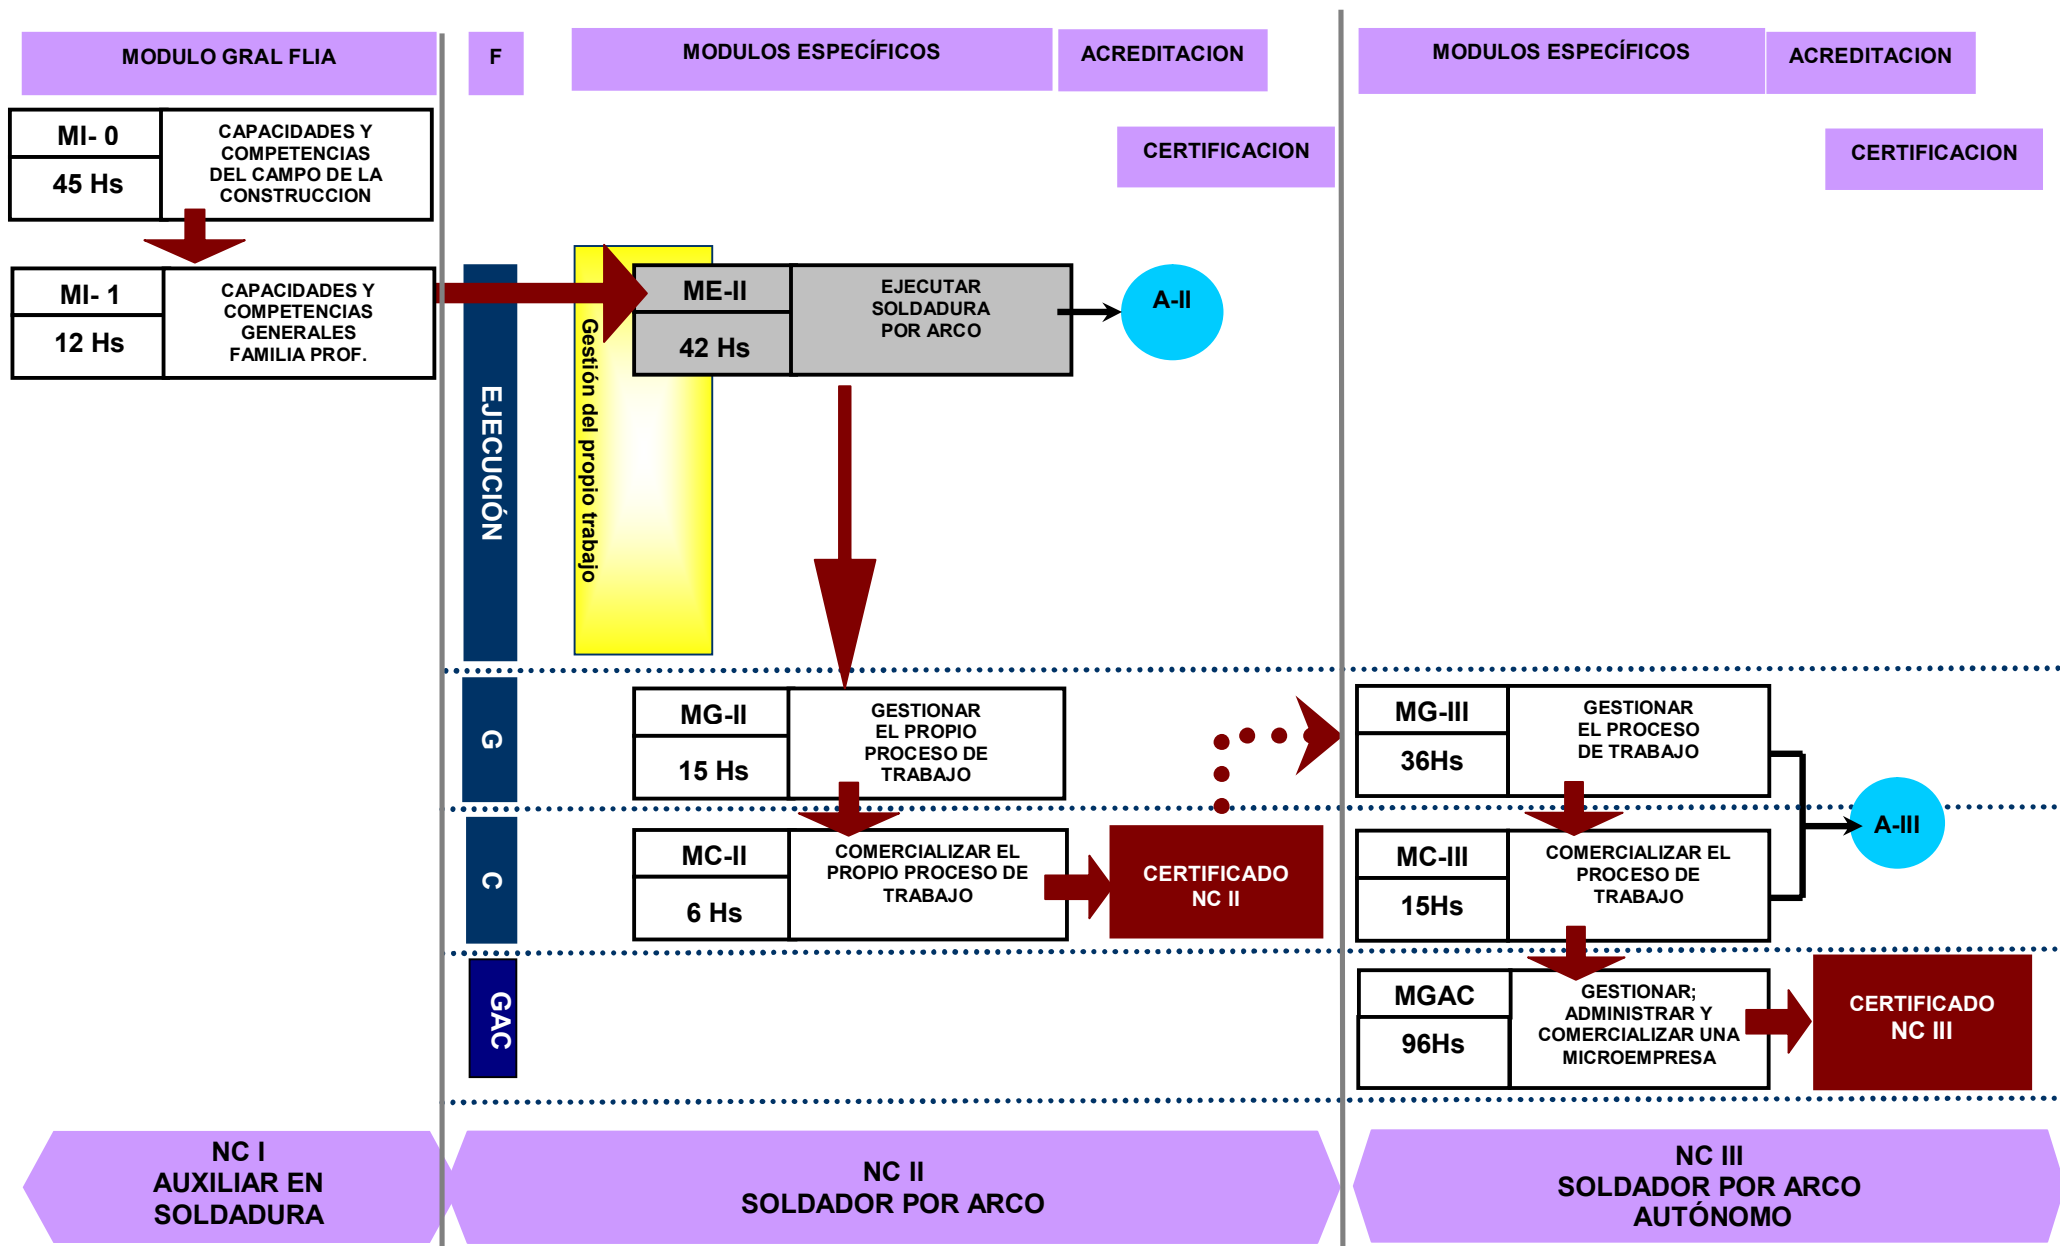 MODULO GRAL FLIA
F
MODULOS ESPECÍFICOS
ACREDITACION
MODULOS ESPECÍFICOS
ACREDITACION
CERTIFICACION
CERTIFICACION
MI- 0
45 Hs
CAPACIDADES Y
COMPETENCIAS
DEL CAMPO DE LA
CONSTRUCCION
MI- 1
12 Hs
CAPACIDADES Y
COMPETENCIAS
GENERALES
FAMILIA PROF.
EJECUCIÓN
Gestión del propio trabajo
ME-II
42 Hs
EJECUTAR
SOLDADURA
POR ARCO
A-II
G
MG-II
15 Hs
GESTIONAR
EL PROPIO
PROCESO DE
TRABAJO
MG-III
36Hs
GESTIONAR
EL PROCESO
DE TRABAJO
C
MC-II
6 Hs
COMERCIALIZAR EL
PROPIO PROCESO DE
TRABAJO
CERTIFICADO
NC II
MC-III
15Hs
COMERCIALIZAR EL
PROCESO DE
TRABAJO
A-III
GAC
MGAC
96Hs
GESTIONAR;
ADMINISTRAR Y
COMERCIALIZAR UNA
MICROEMPRESA
CERTIFICADO
NC III
NC I
AUXILIAR EN
SOLDADURA
NC II
SOLDADOR POR ARCO
NC III
SOLDADOR POR ARCO
AUTÓNOMO